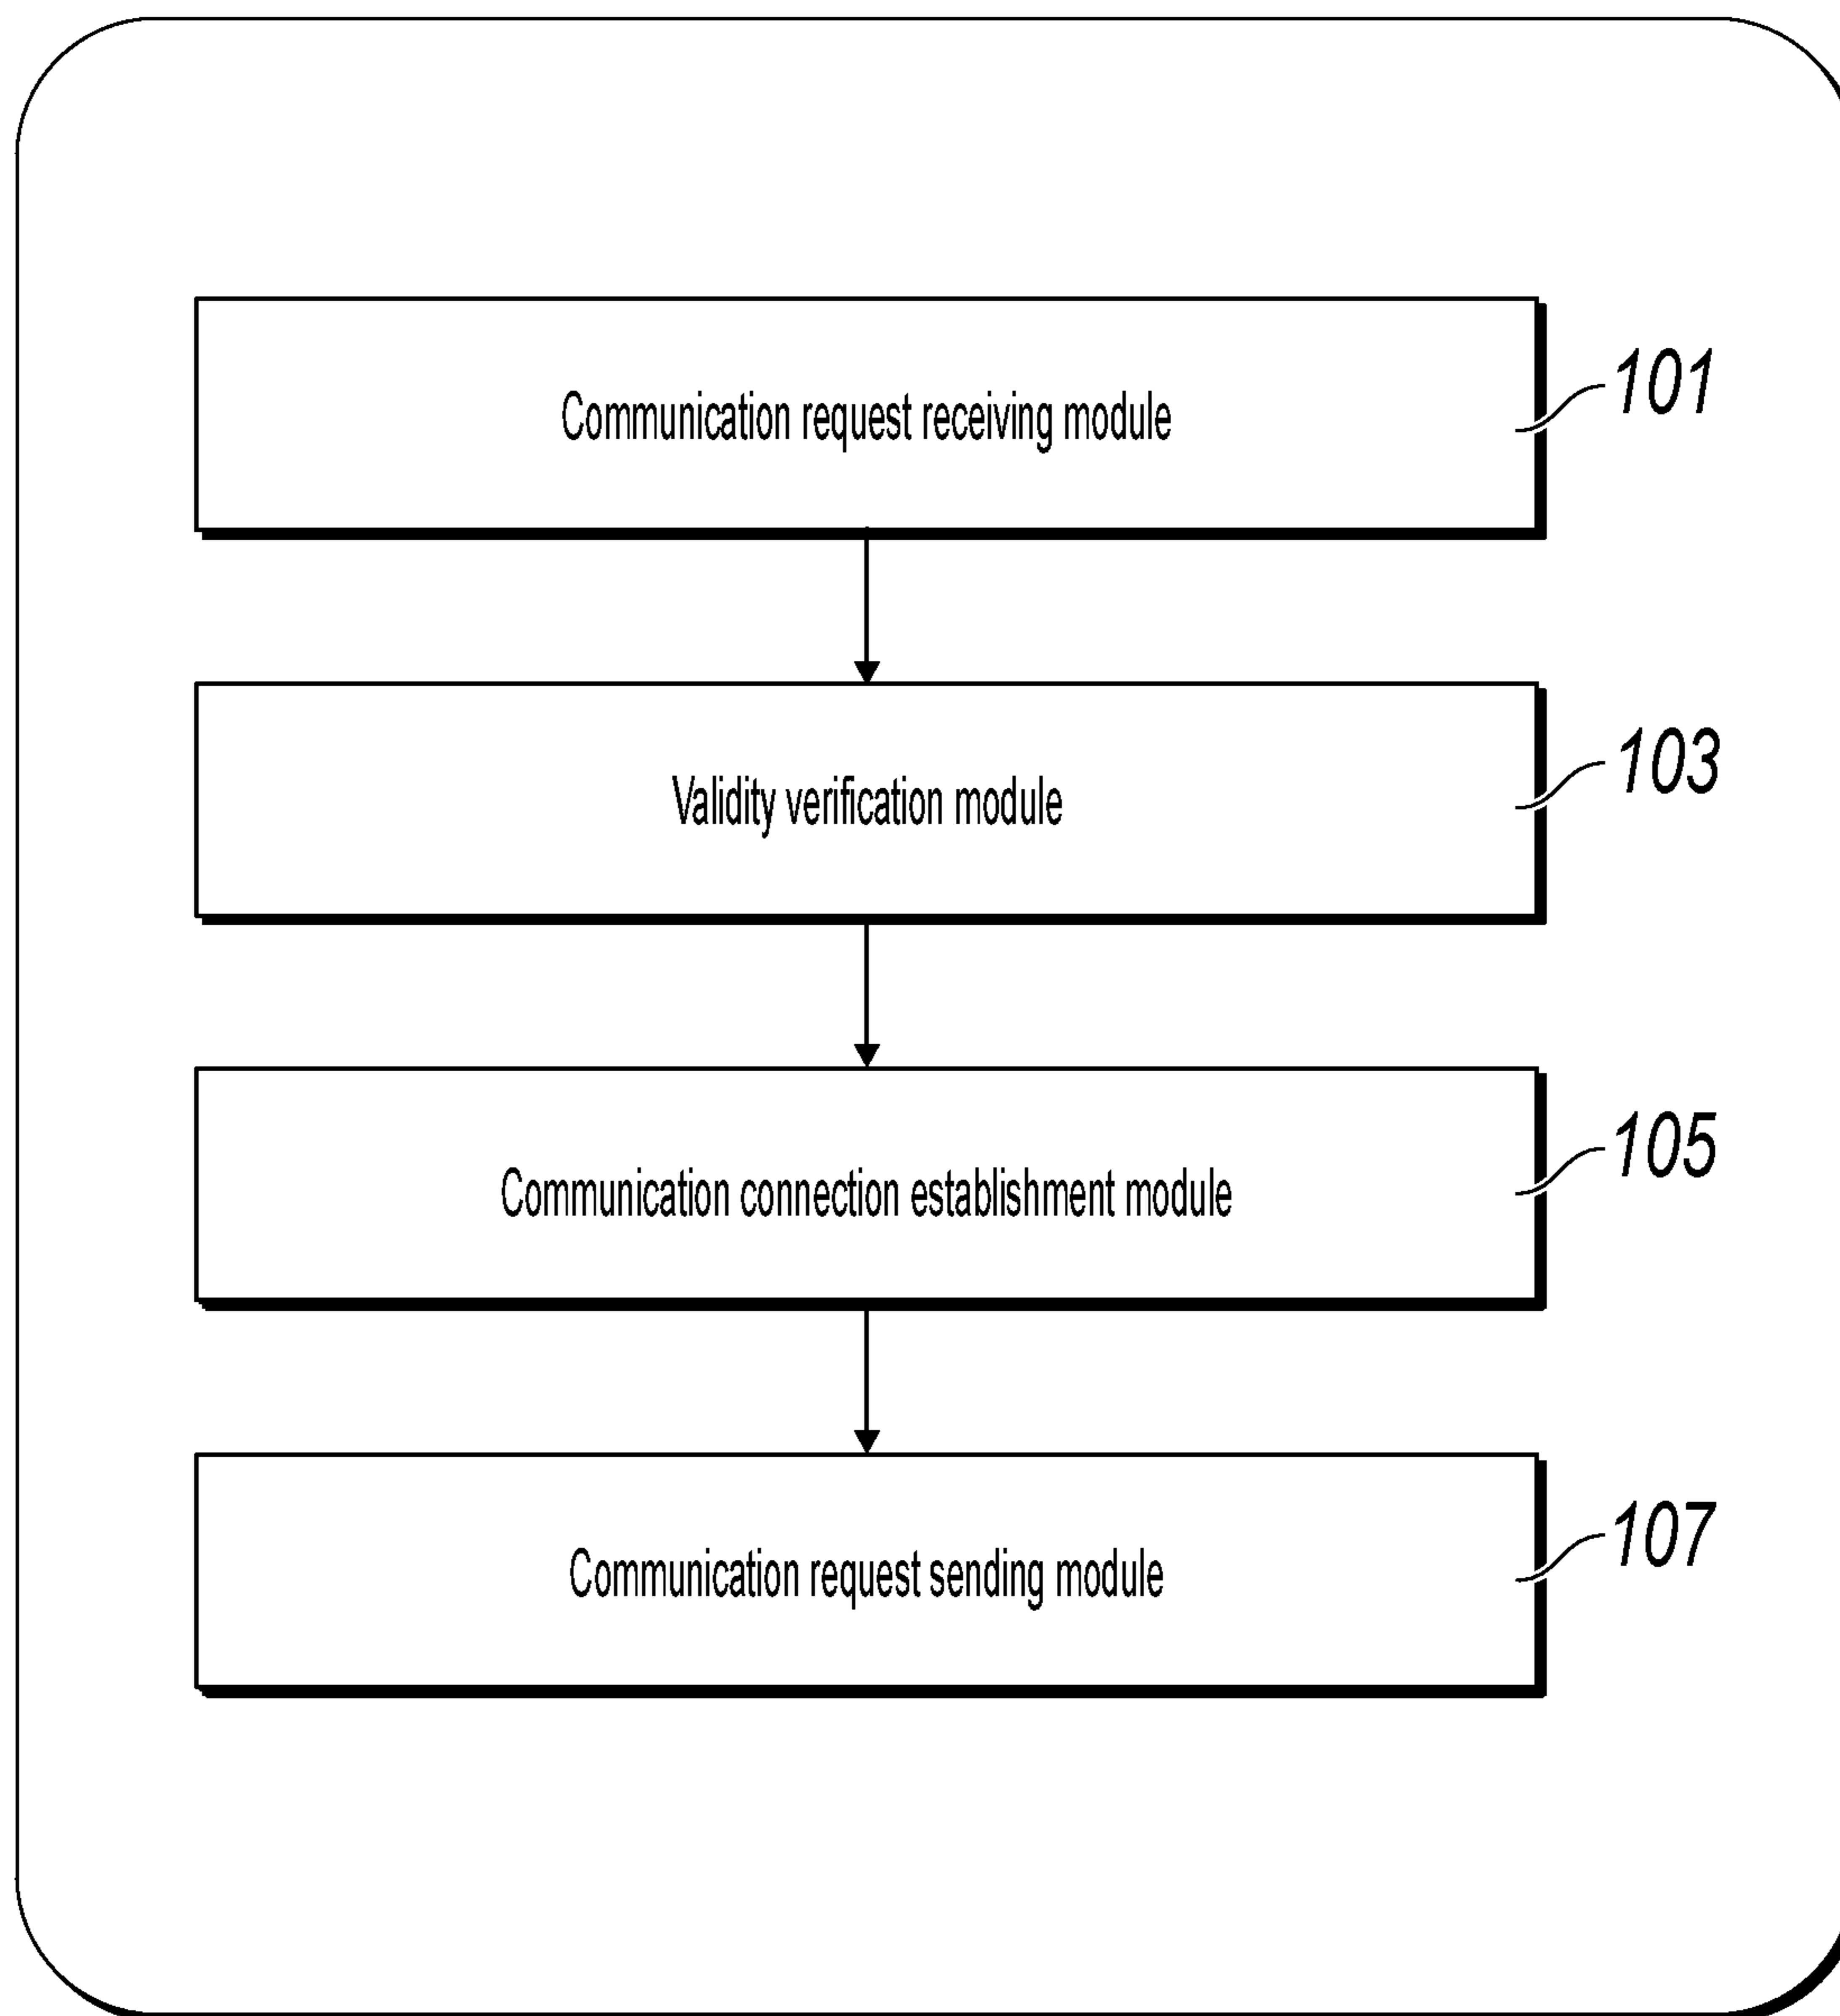 Communication request receiving module
101
Validity verification module
103
Communication connection establishment module
105
Communication request sending module
107